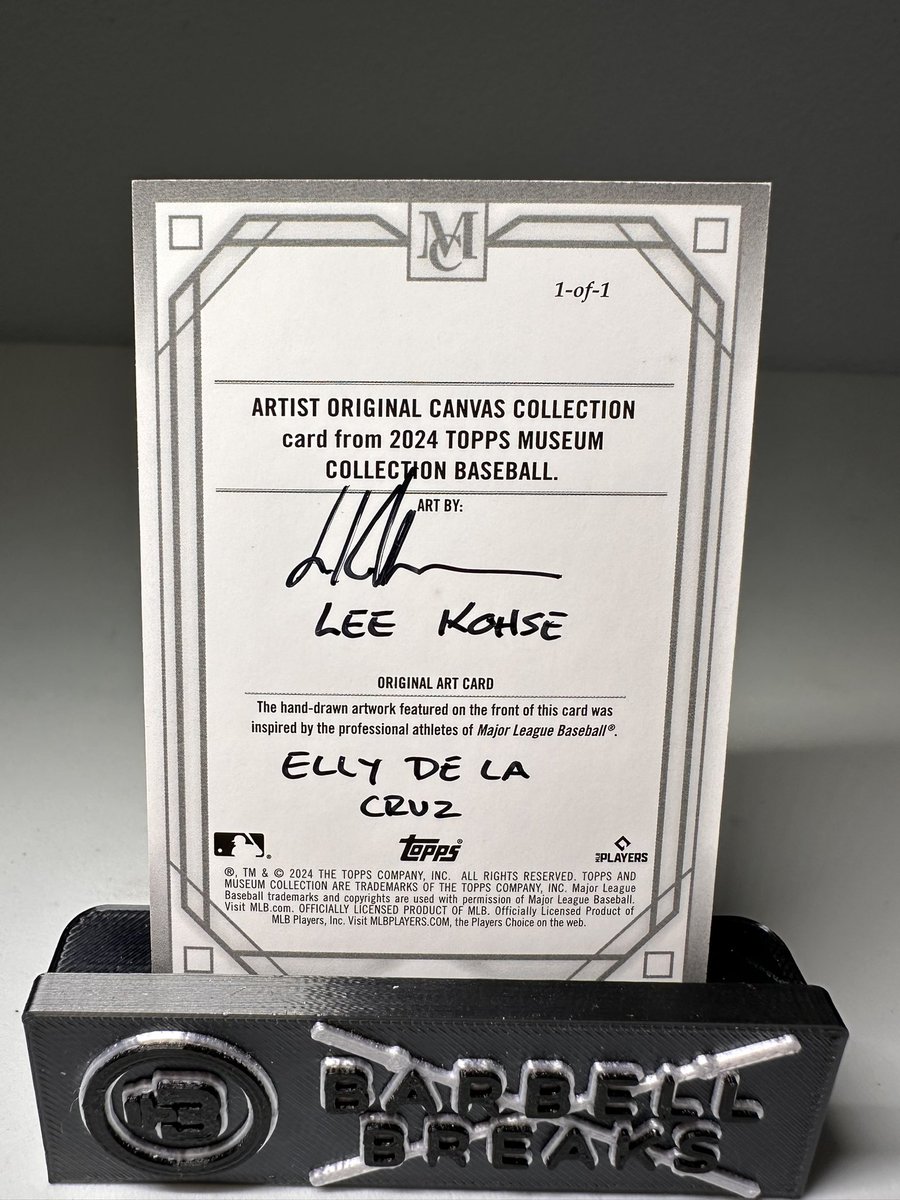 MC
1-of-1
ARTIST ORIGINAL CANVAS COLLECTION
card from 2024 TOPPS MUSEUM
COLLECTION BASEBALL.
ART BY:
LEE KOHSE
ORIGINAL ART CARD
The hand-drawn artwork featured on the front of this card was
inspired by the professional athletes of Major League Baseball®.
ELLY DE LA
CRUZ
topps®
MLB PLAYERS
®, TM & © 2024 THE TOPPS COMPANY, INC. ALL RIGHTS RESERVED. TOPPS AND
MUSEUM COLLECTION ARE TRADEMARKS OF THE TOPPS COMPANY, INC. Major League
Baseball trademarks and copyrights are used with permission of Major League Baseball.
Visit MLB.com. OFFICIALLY LICENSED PRODUCT OF MLB. Officially Licensed Product of
MLB Players, Inc. Visit MLBPLAYERS.COM, the Players Choice on the web.
BARBELL
BREAKS